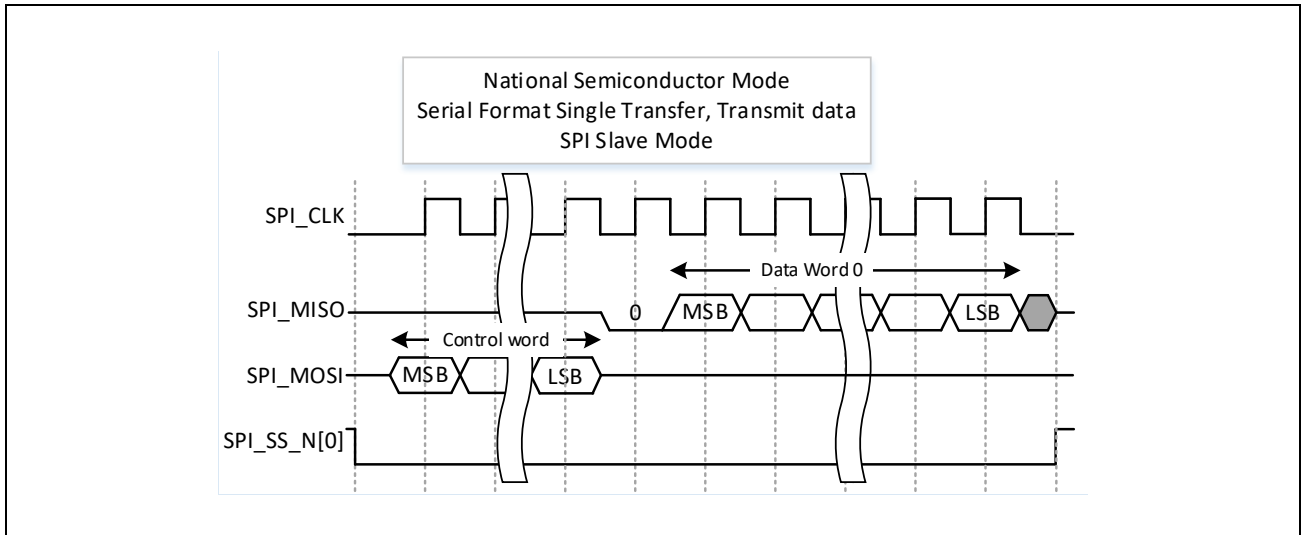 National Semiconductor Mode
Serial Format Single Transfer, Transmit data
SPI Slave Mode
SPI_CLK
Data Word 0
SPI_MISO
0
MSB
LSB
Control word
SPI_MOSI
MSB
LSB
SPI_SS_N[0]